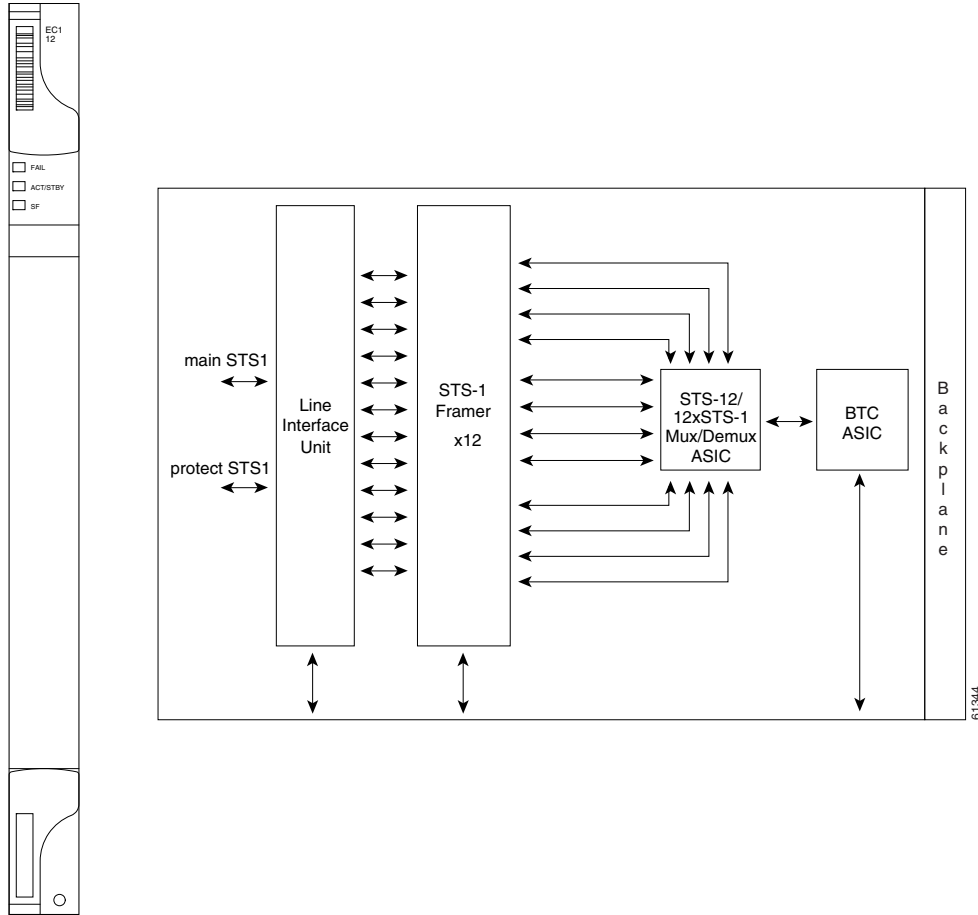 EC1
12
FAIL
ACT/STBY
SF
main STS1
protect STS1
Line
Interface
Unit
STS-1
Framer
x12
STS-12/
12xSTS-1
Mux/Demux
ASIC
BTC
ASIC
Backplane
61344